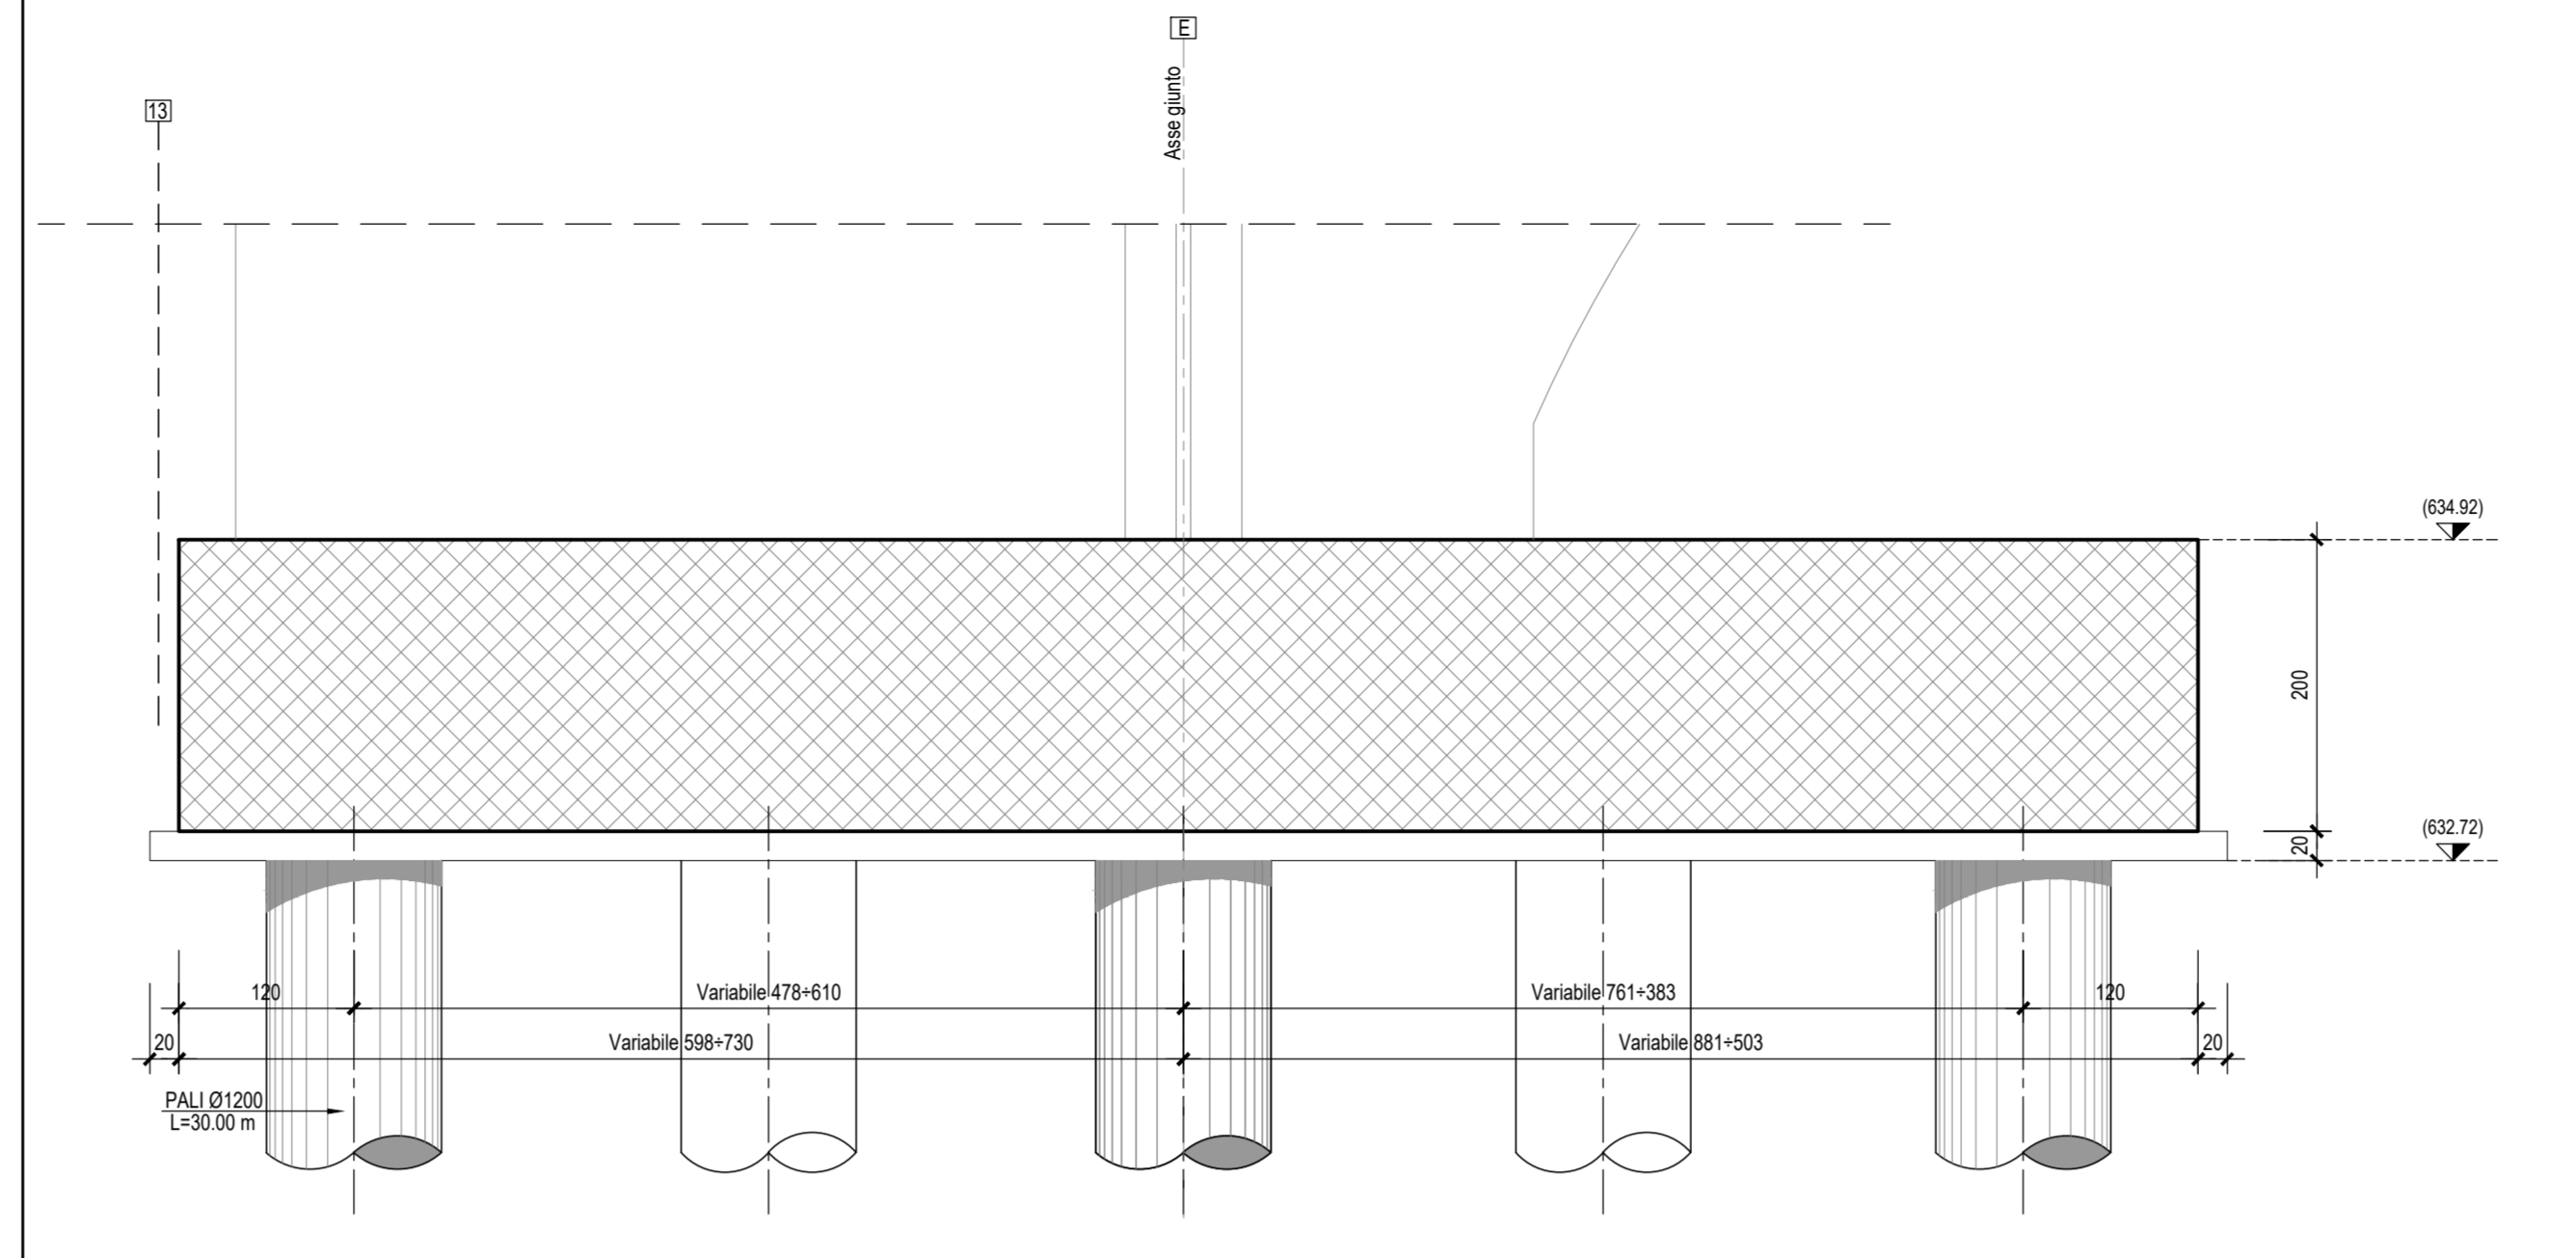 E
Asse giunto
13
(634.92)
200
(632.72)
20
120
Variabile 478÷610
Variabile 761÷383
120
20
Variabile 598÷730
Variabile 881÷503
20
PALI Ø1200
L=30.00 m